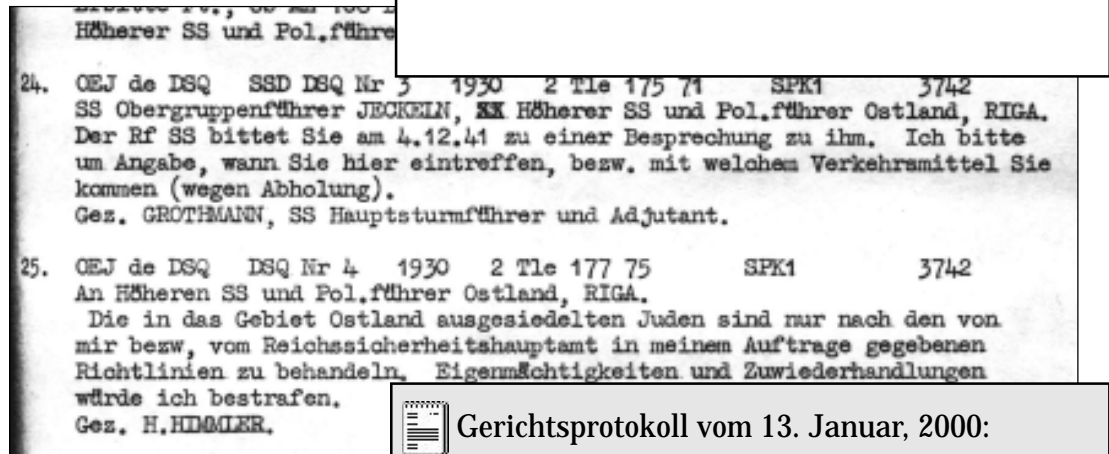 Höherer SS und Pol.führe
24. OEJ de DSQ SSD DSQ Nr 3 1930 2 Tle 175 71 SPK1 3742
SS Obergruppenführer JECKELN, XX Höherer SS und Pol.führer Ostland, RIGA.
Der Rf SS bittet Sie am 4.12.41 zu einer Besprechung zu ihm. Ich bitte
um Angabe, wann Sie hier eintreffen, bezw. mit welchem Verkehrsmittel Sie
kommen (wegen Abholung).
Gez. GROTHMANN, SS Hauptsturmführer und Adjutant.
25. OEJ de DSQ DSQ Nr 4 1930 2 Tle 177 75 SPK1 3742
An Höheren SS und Pol.führer Ostland, RIGA.
Die in das Gebiet Ostland ausgesiedelten Juden sind nur nach den von
mir bezw, vom Reichssicherheitshauptamt in meinem Auftrage gegebenen
Richtlinien zu behandeln. Eigenmächtigkeiten und Zuwiederhandlungen
würde ich bestrafen.
Gez. H.HIMMLER.
Gerichtsprotokoll vom 13. Januar, 2000: